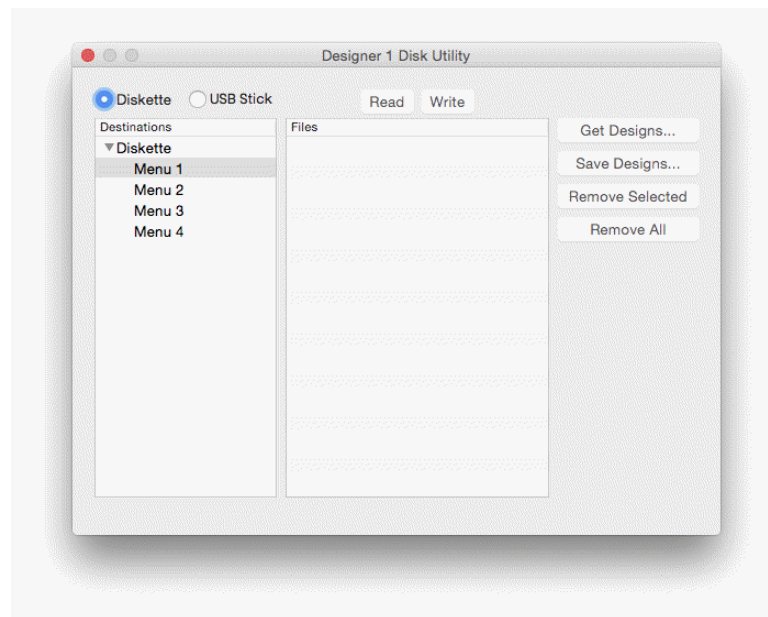 Designer 1 Disk Utility
Diskette USB Stick Read Write
Destinations
Diskette
Menu 1
Menu 2
Menu 3
Menu 4
Files
Get Designs...
Save Designs...
Remove Selected
Remove All